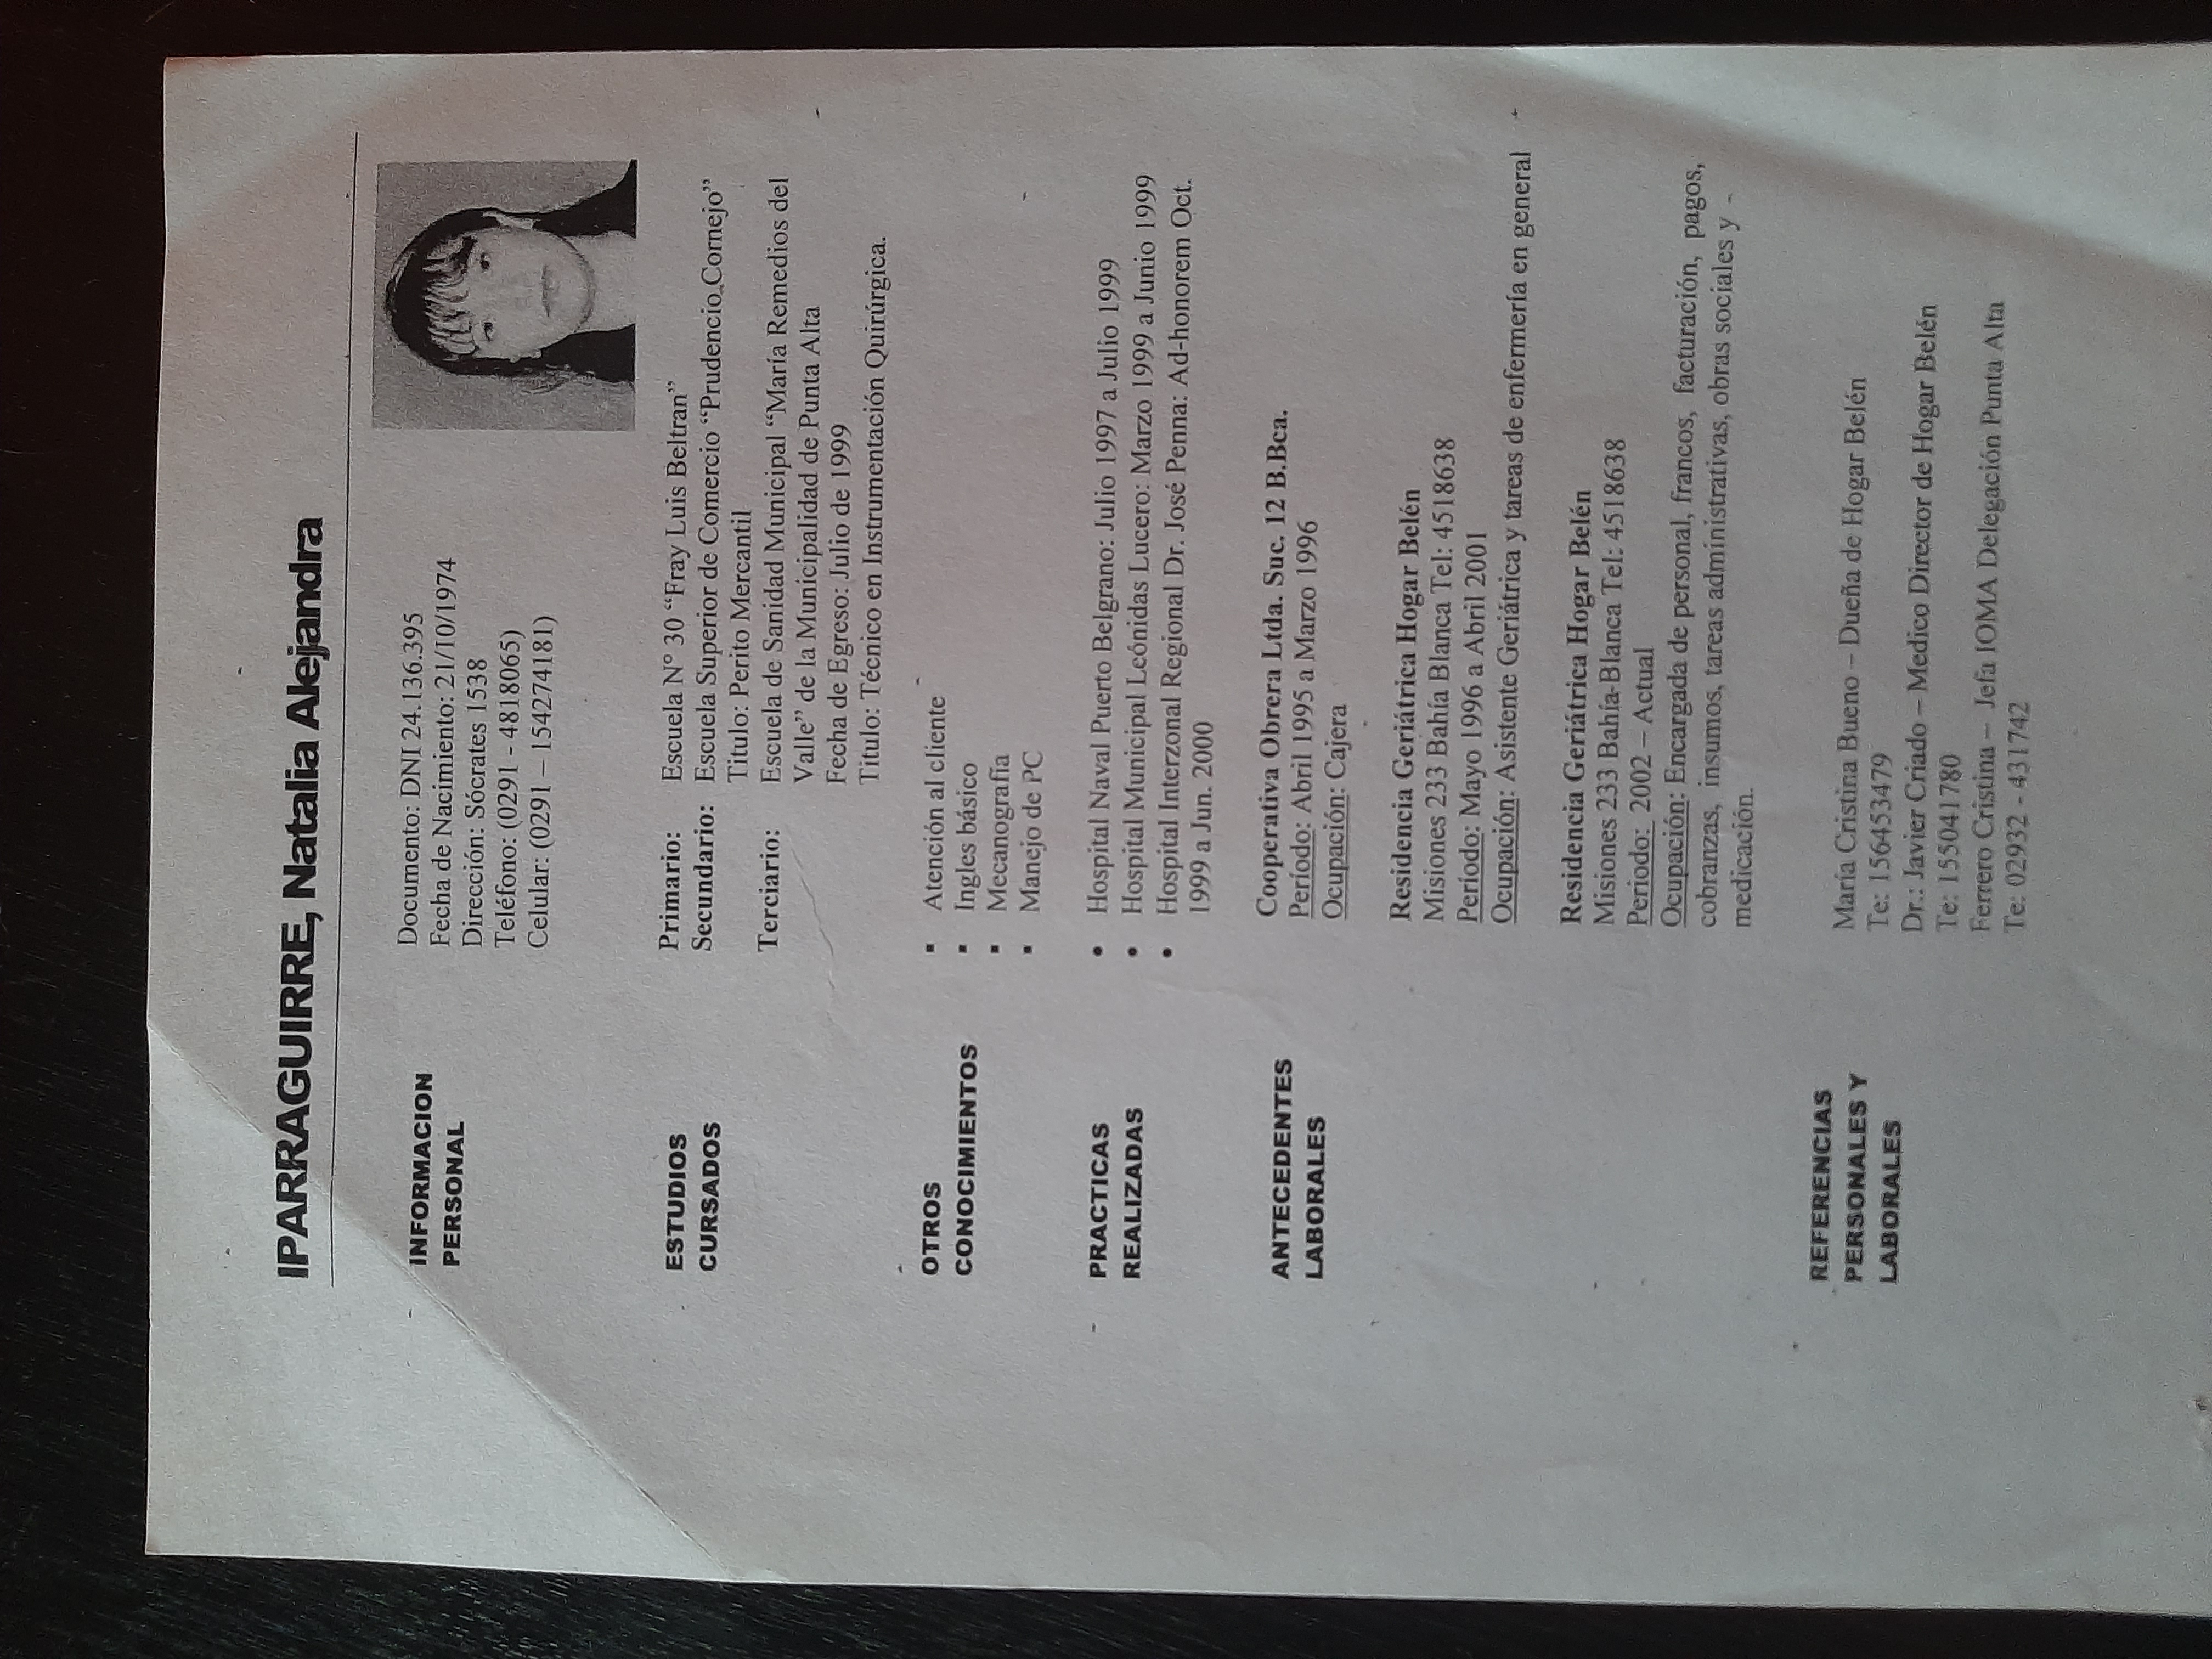 IPARRAGUIRRE, Natalia Alejandra
INFORMACION
PERSONAL
Documento: DNI 24.136.395
Fecha de Nacimiento: 21/10/1974
Dirección: Sócrates 1538
Teléfono: (0291 - 4818065)
Celular: (0291 – 154274181)
ESTUDIOS
CURSADOS
Primario: Escuela N° 30 “Fray Luis Beltran”
Secundario: Escuela Superior de Comercio “Prudencio Cornejo”
Titulo: Perito Mercantil
Terciario: Escuela de Sanidad Municipal “María Remedios del
Valle” de la Municipalidad de Punta Alta
Fecha de Egreso: Julio de 1999
Titulo: Técnico en Instrumentación Quirúrgica.
OTROS
CONOCIMIENTOS
▪ Atención al cliente
▪ Ingles básico
▪ Mecanografía
▪ Manejo de PC
PRACTICAS
REALIZADAS
• Hospital Naval Puerto Belgrano: Julio 1997 a Julio 1999
• Hospital Municipal Leónidas Lucero: Marzo 1999 a Junio 1999
• Hospital Interzonal Regional Dr. José Penna: Ad-honorem Oct.
1999 a Jun. 2000
ANTECEDENTES
LABORALES
Cooperativa Obrera Ltda. Suc. 12 B.Bca.
Período: Abril 1995 a Marzo 1996
Ocupación: Cajera
Residencia Geriátrica Hogar Belén
Misiones 233 Bahía Blanca Tel: 4518638
Período: Mayo 1996 a Abril 2001
Ocupación: Asistente Geriátrica y tareas de enfermería en general
Residencia Geriátrica Hogar Belén
Misiones 233 Bahía-Blanca Tel: 4518638
Periodo: 2002 – Actual
Ocupación: Encargada de personal, francos, facturación, pagos,
cobranzas, insumos, tareas administrativas, obras sociales y
medicación.
REFERENCIAS
PERSONALES Y
LABORALES
María Cristina Bueno – Dueña de Hogar Belén
Te: 156453479
Dr.: Javier Criado – Medico Director de Hogar Belén
Te: 155041780
Ferrero Cristina – Jefa IOMA Delegación Punta Alta
Te: 02932 - 431742